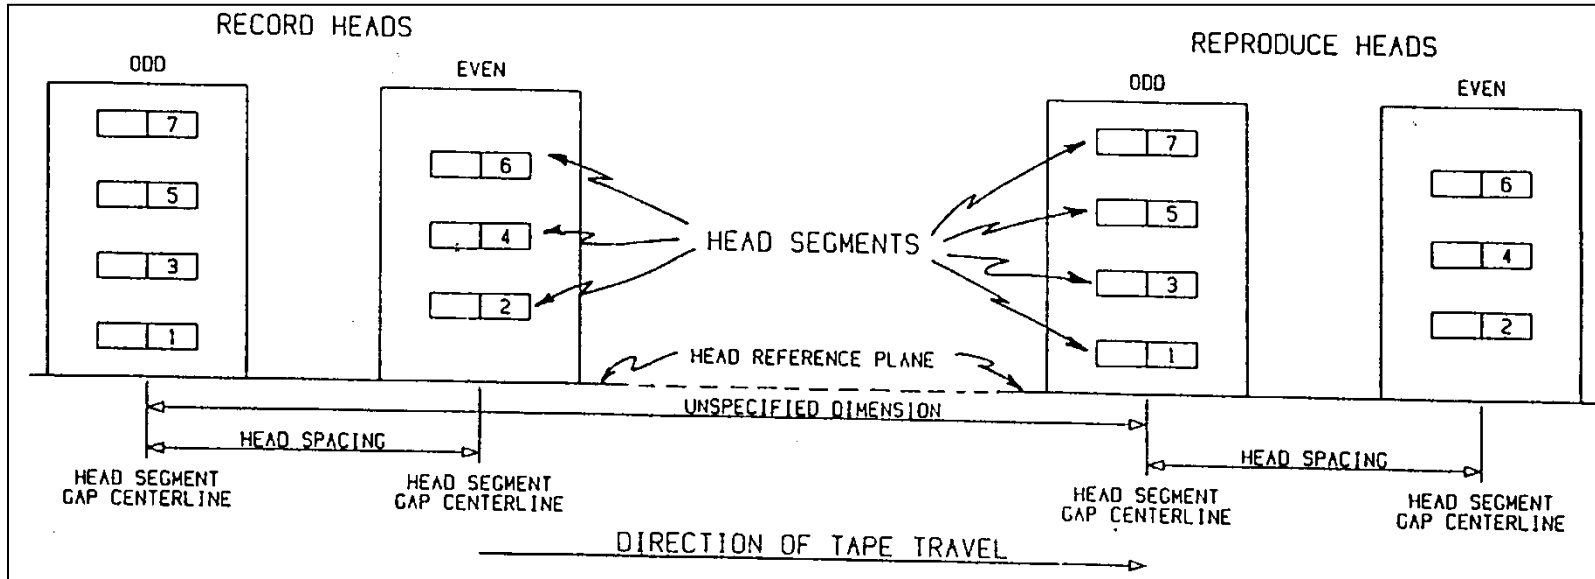 RECORD HEADS
REPRODUCE HEADS
ODD
EVEN
ODD
EVEN
7
5
3
1
6
4
2
HEAD SEGMENTS
7
5
3
1
6
4
2
HEAD REFERENCE PLANE
UNSPECIFIED DIMENSION
HEAD SPACING
HEAD SPACING
HEAD SEGMENT
GAP CENTERLINE
HEAD SEGMENT
GAP CENTERLINE
HEAD SEGMENT
GAP CENTERLINE
HEAD SEGMENT
GAP CENTERLINE
DIRECTION OF TAPE TRAVEL